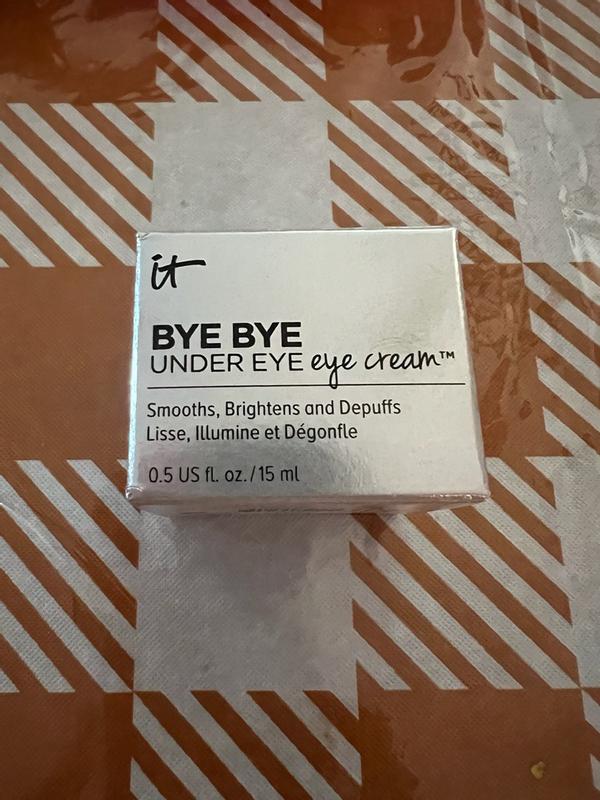 it
BYE BYE
UNDER EYE eye cream™
Smooths, Brightens and Depuffs
Lisse, Illumine et Dégonfle
0.5 US fl. oz./15 ml